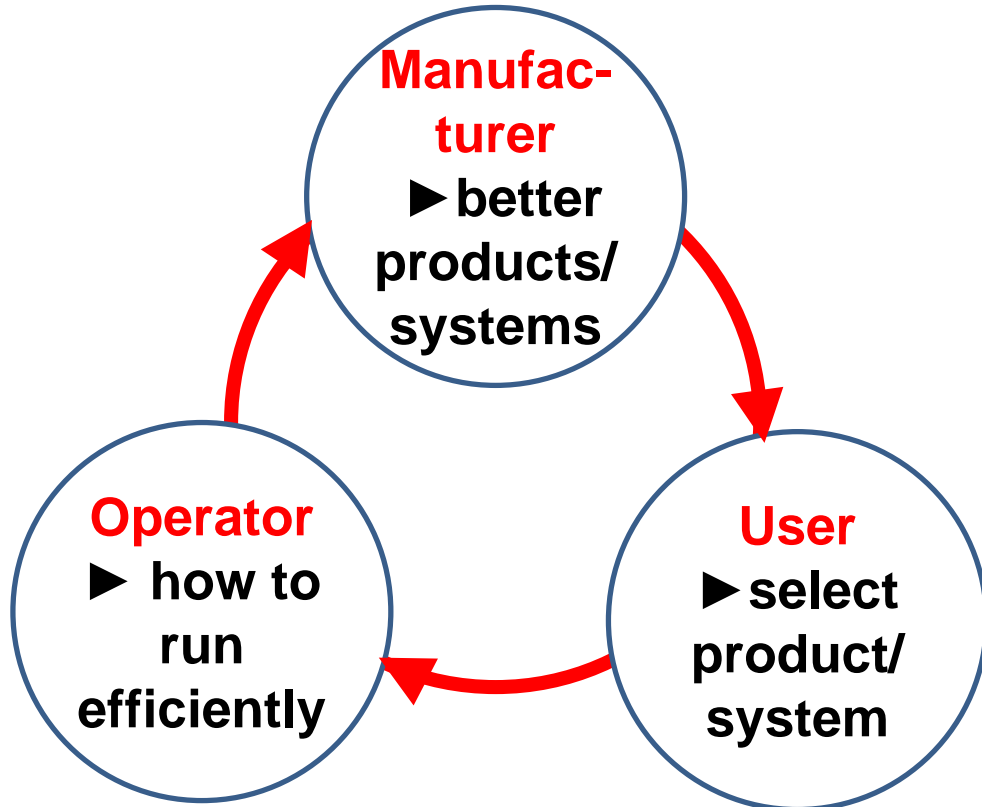 Manufac-
turer
►better
products/
systems
Operator
► how to
run
efficiently
User
►select
product/
system